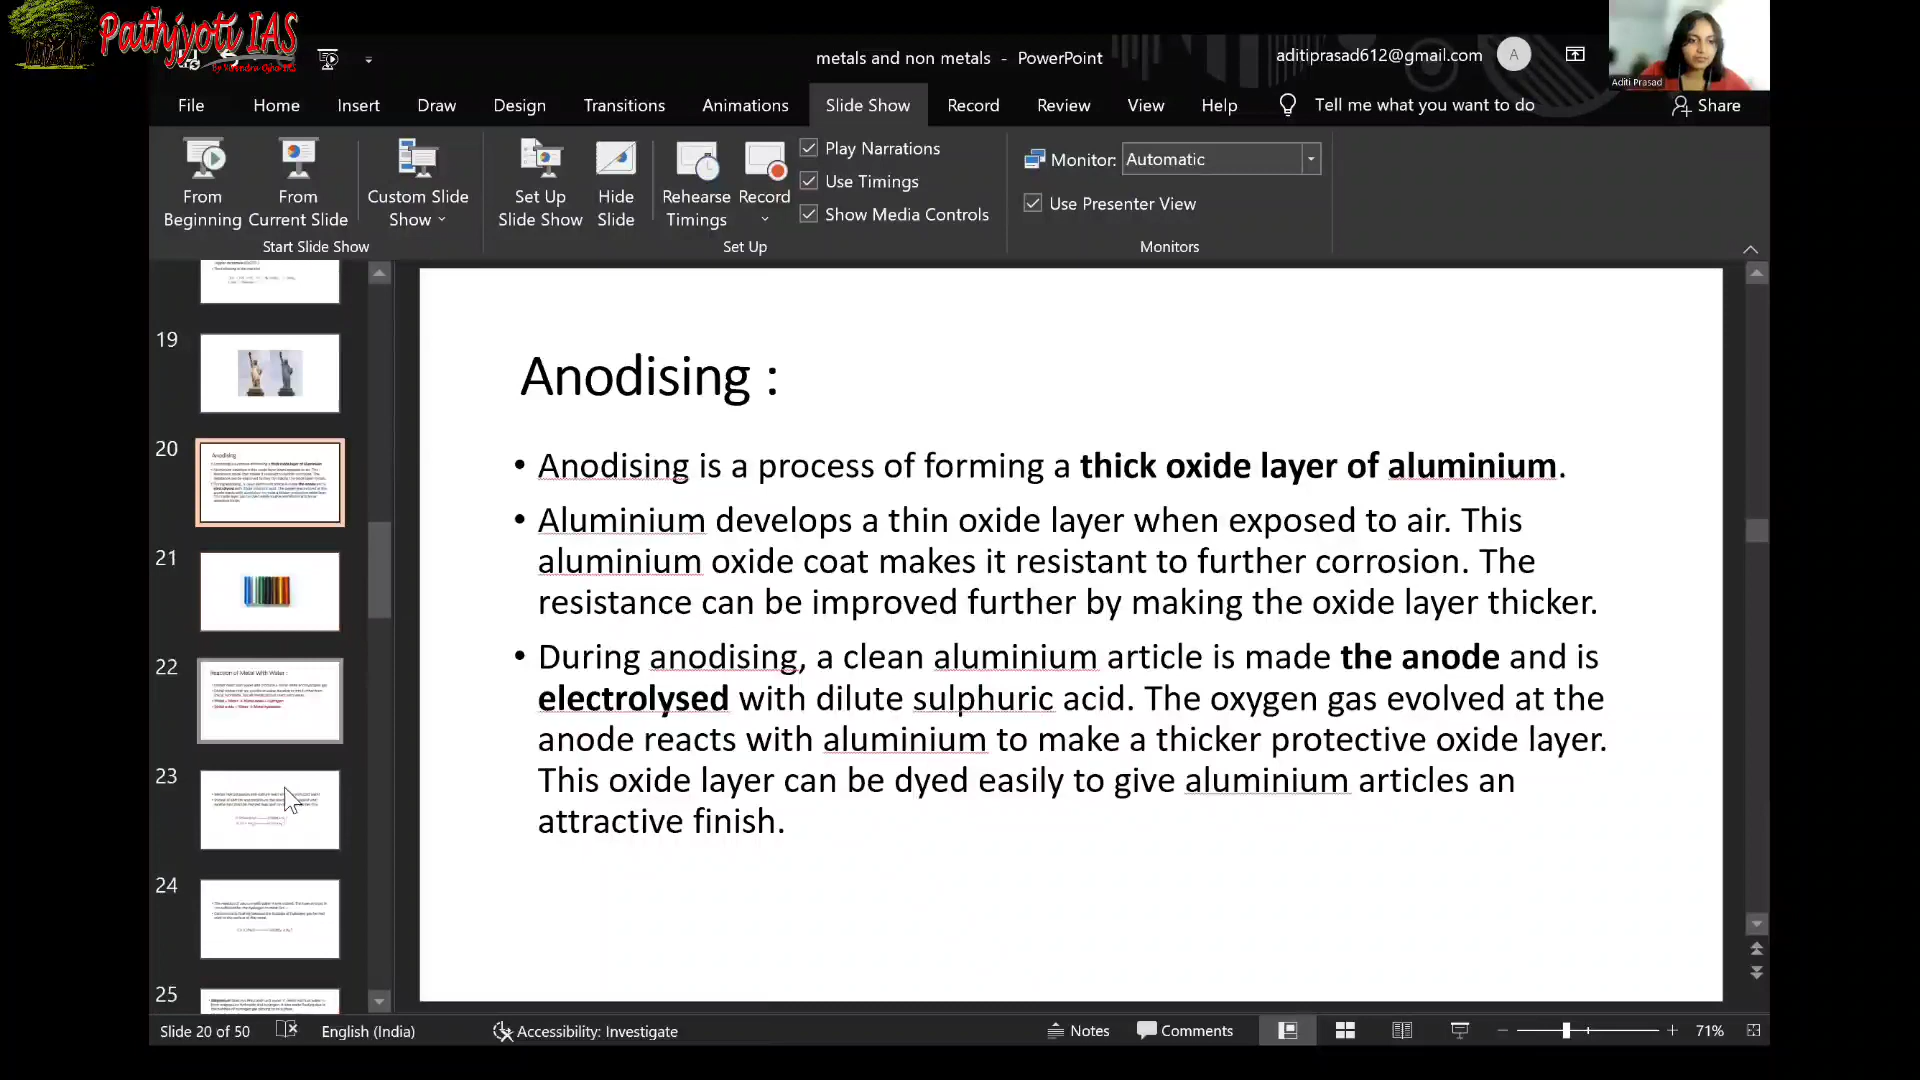 Pathjyoti IAS
metals and non metals - PowerPoint
aditiprasad612@gmail.com
A
Aditi Prasad
File Home Insert Draw Design Transitions Animations Slide Show Record Review View Help Tell me what you want to do Share
From Beginning
From Current Slide
Custom Slide Show
Start Slide Show
Set Up Slide Show
Hide Slide
Rehearse Timings
Record
Play Narrations
Use Timings
Show Media Controls
Set Up
Monitor: Automatic
Use Presenter View
Monitors
19
20
Anodising
21
22
Reaction of Metal With Water :
23
24
25
Anodising :
• Anodising is a process of forming a thick oxide layer of aluminium.
• Aluminium develops a thin oxide layer when exposed to air. This
aluminium oxide coat makes it resistant to further corrosion. The
resistance can be improved further by making the oxide layer thicker.
• During anodising, a clean aluminium article is made the anode and is
electrolysed with dilute sulphuric acid. The oxygen gas evolved at the
anode reacts with aluminium to make a thicker protective oxide layer.
This oxide layer can be dyed easily to give aluminium articles an
attractive finish.
Slide 20 of 50 English (India) Accessibility: Investigate Notes Comments 71%